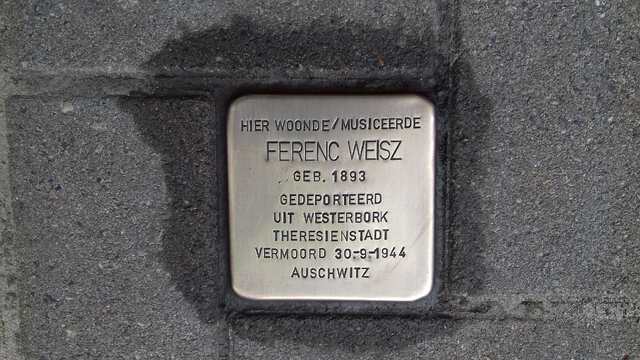 HIER WOONDE/MUSICEERDE
FERENC WEISZ
GEB. 1893
GEDEPORTEERD
UIT WESTERBORK
THERESIENSTADT
VERMOORD 30-9-1944
AUSCHWITZ